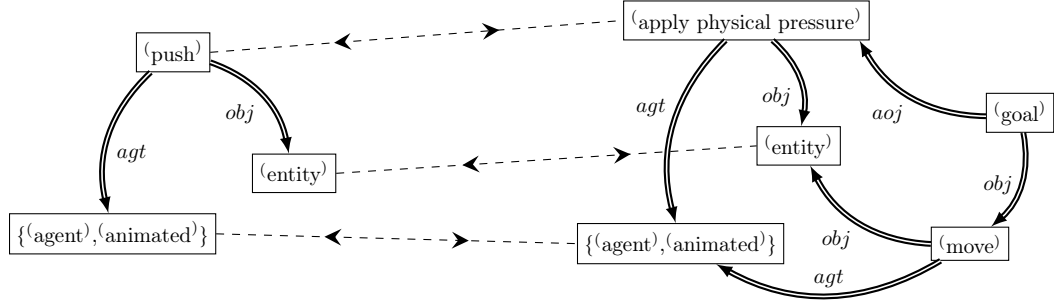 ⁽apply physical pressure⁾
⁽push⁾
agt
obj
aoj
obj
agt
⁽goal⁾
⁽entity⁾
⁽entity⁾
obj
{⁽agent⁾,⁽animated⁾}
{⁽agent⁾,⁽animated⁾}
obj
⁽move⁾
agt